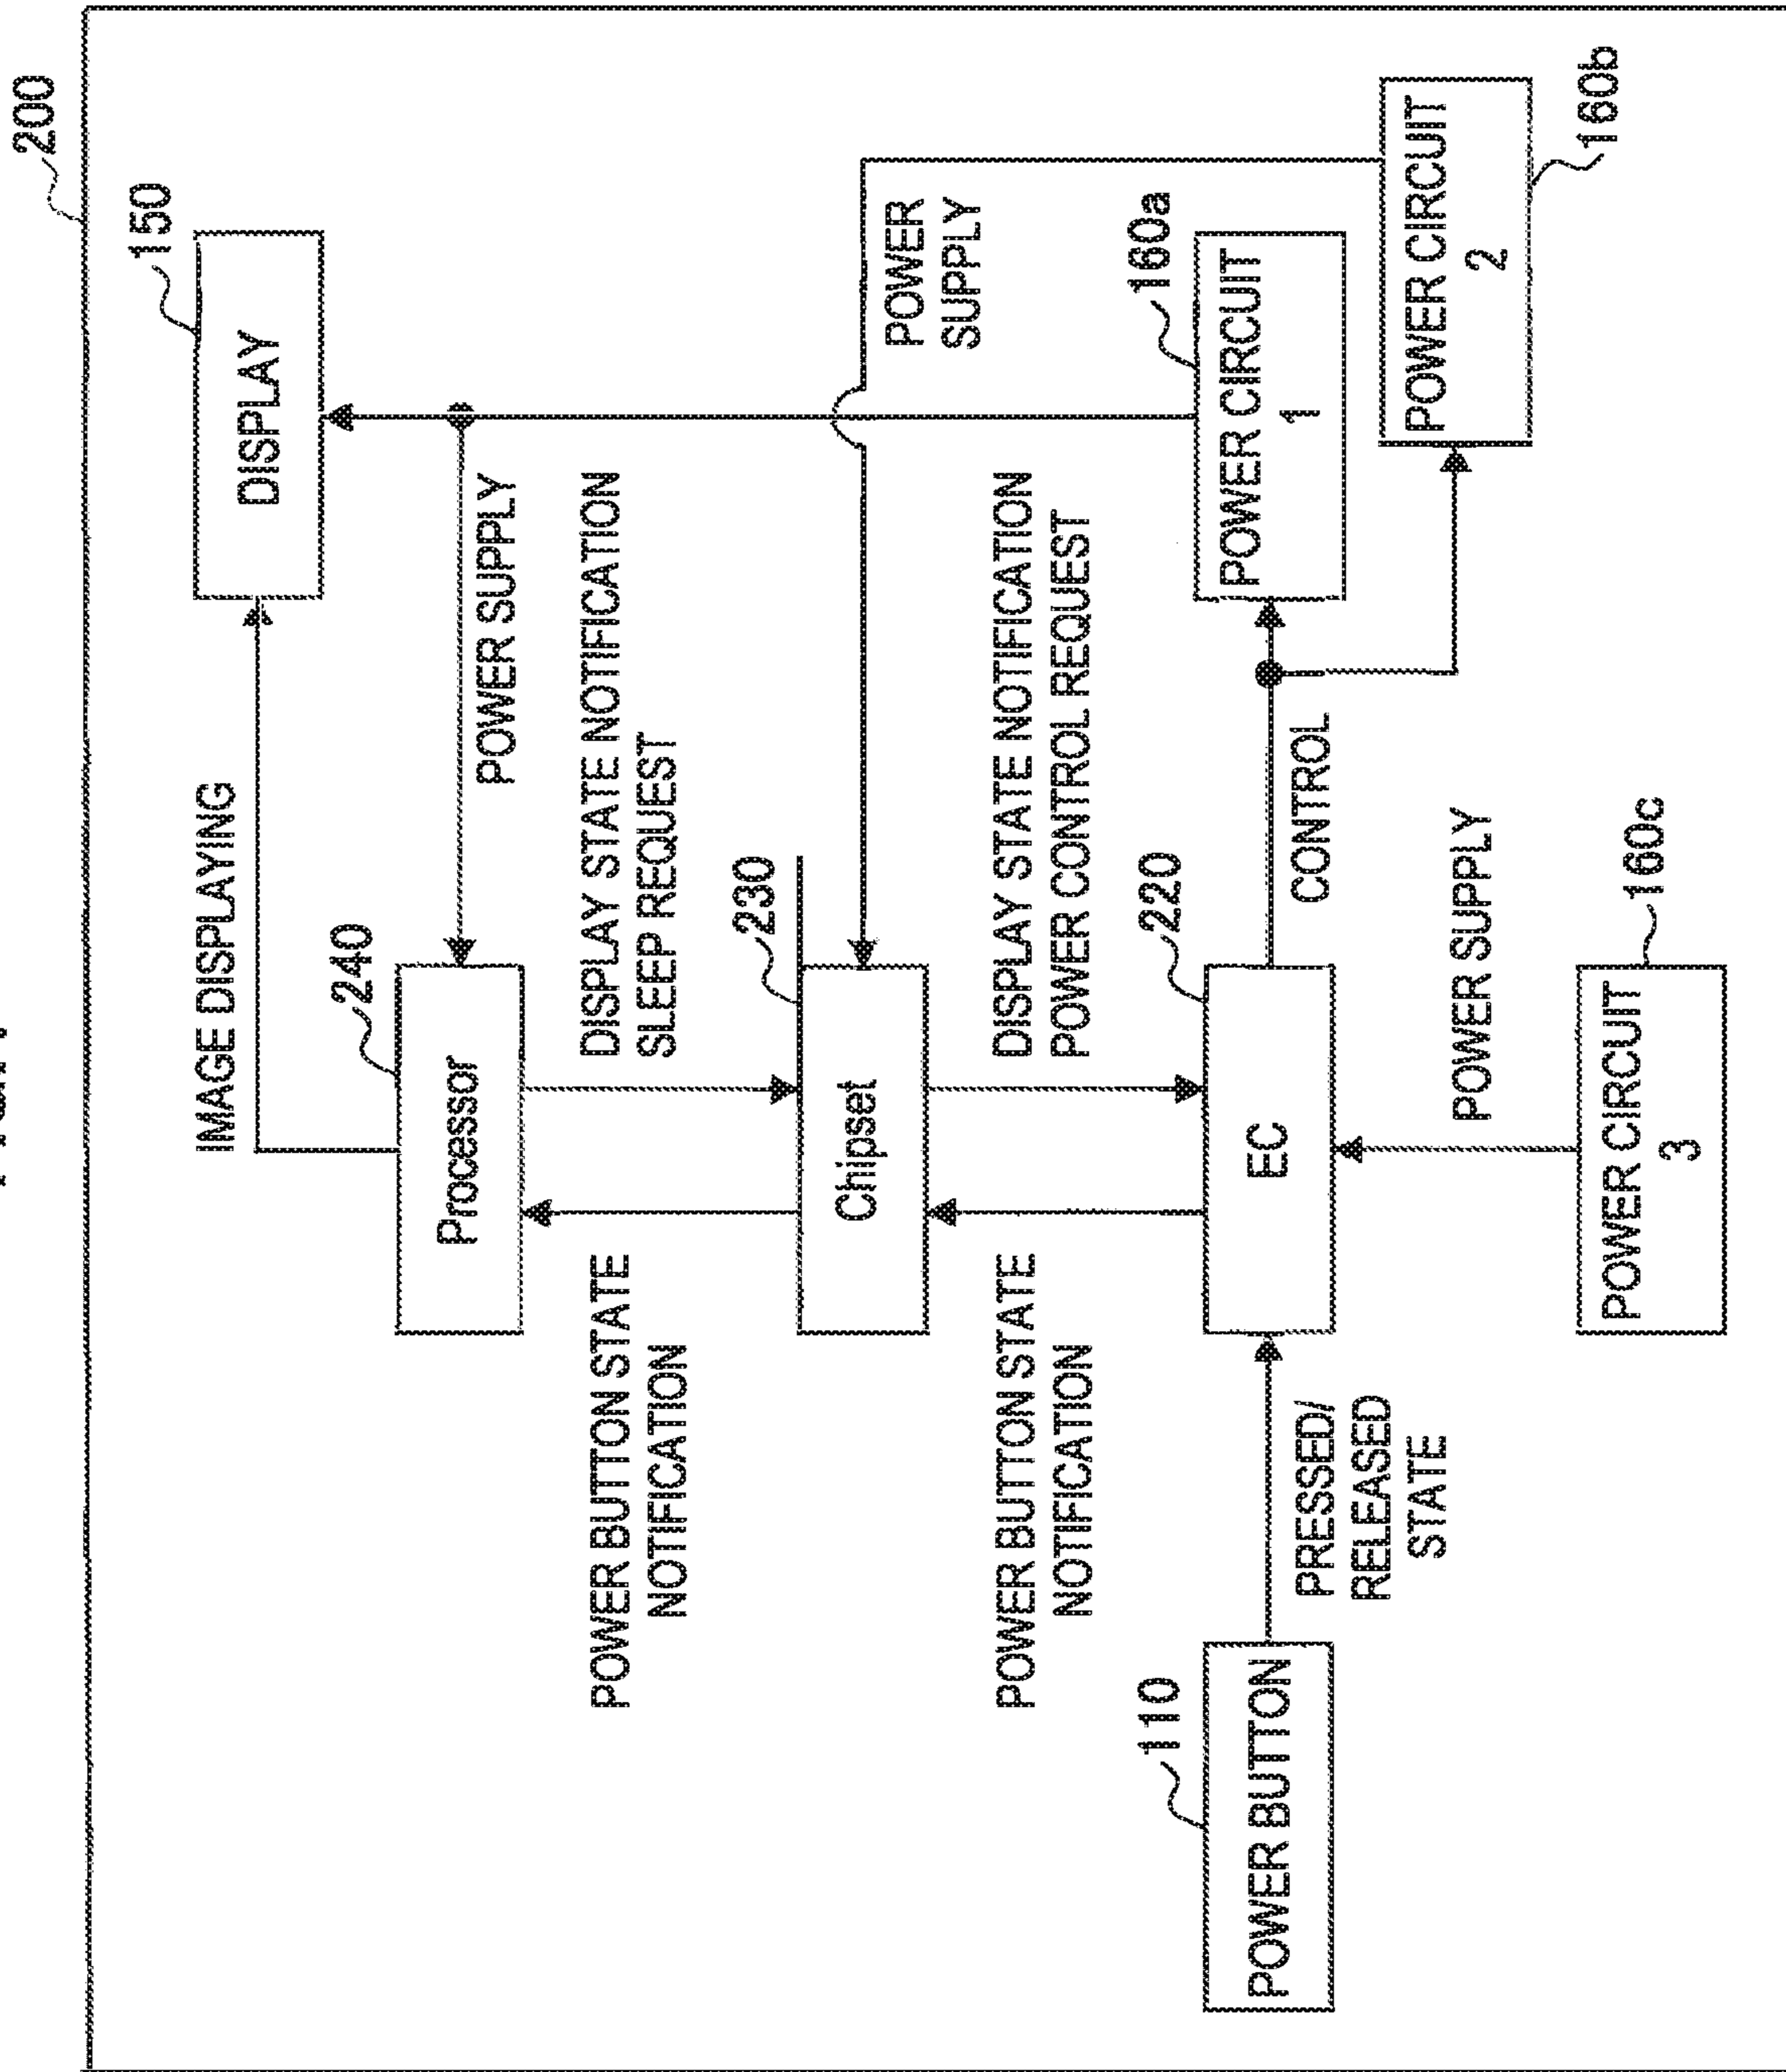 200
150
DISPLAY
IMAGE DISPLAYING
240
Processor
POWER SUPPLY
POWER BUTTON STATE
NOTIFICATION
DISPLAY STATE NOTIFICATION
SLEEP REQUEST
230
Chipset
POWER
SUPPLY
POWER BUTTON STATE
NOTIFICATION
DISPLAY STATE NOTIFICATION
POWER CONTROL REQUEST
110
POWER BUTTON
PRESSED/
RELEASED
STATE
220
EC
CONTROL
160a
POWER CIRCUIT
1
POWER CIRCUIT
2
160b
POWER SUPPLY
POWER CIRCUIT
3
160c